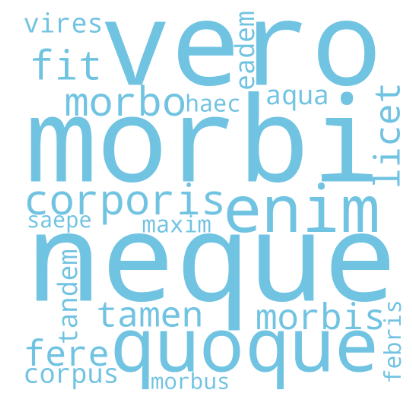 vires
vero
eadem
fit
morbo
haec
aqua
licet
morbi
corporis
enim
saepe
maxim
neque
tandem
tamen
morbis
febris
fere
quoque
corpus
morbus